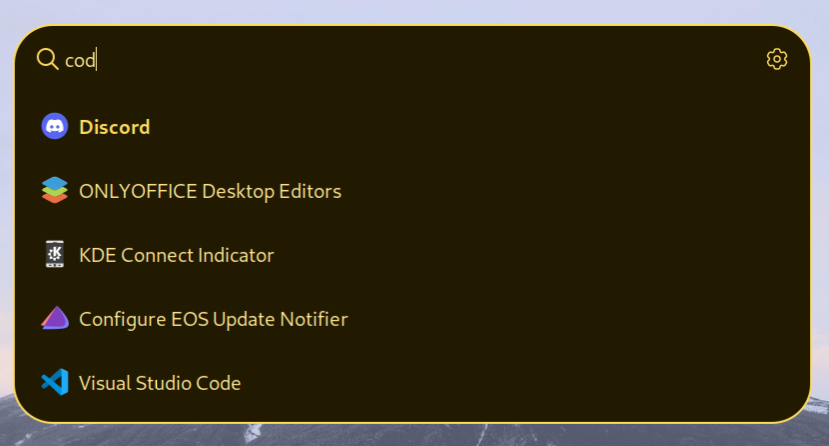 cod
Discord
ONLYOFFICE Desktop Editors
KDE Connect Indicator
Configure EOS Update Notifier
Visual Studio Code